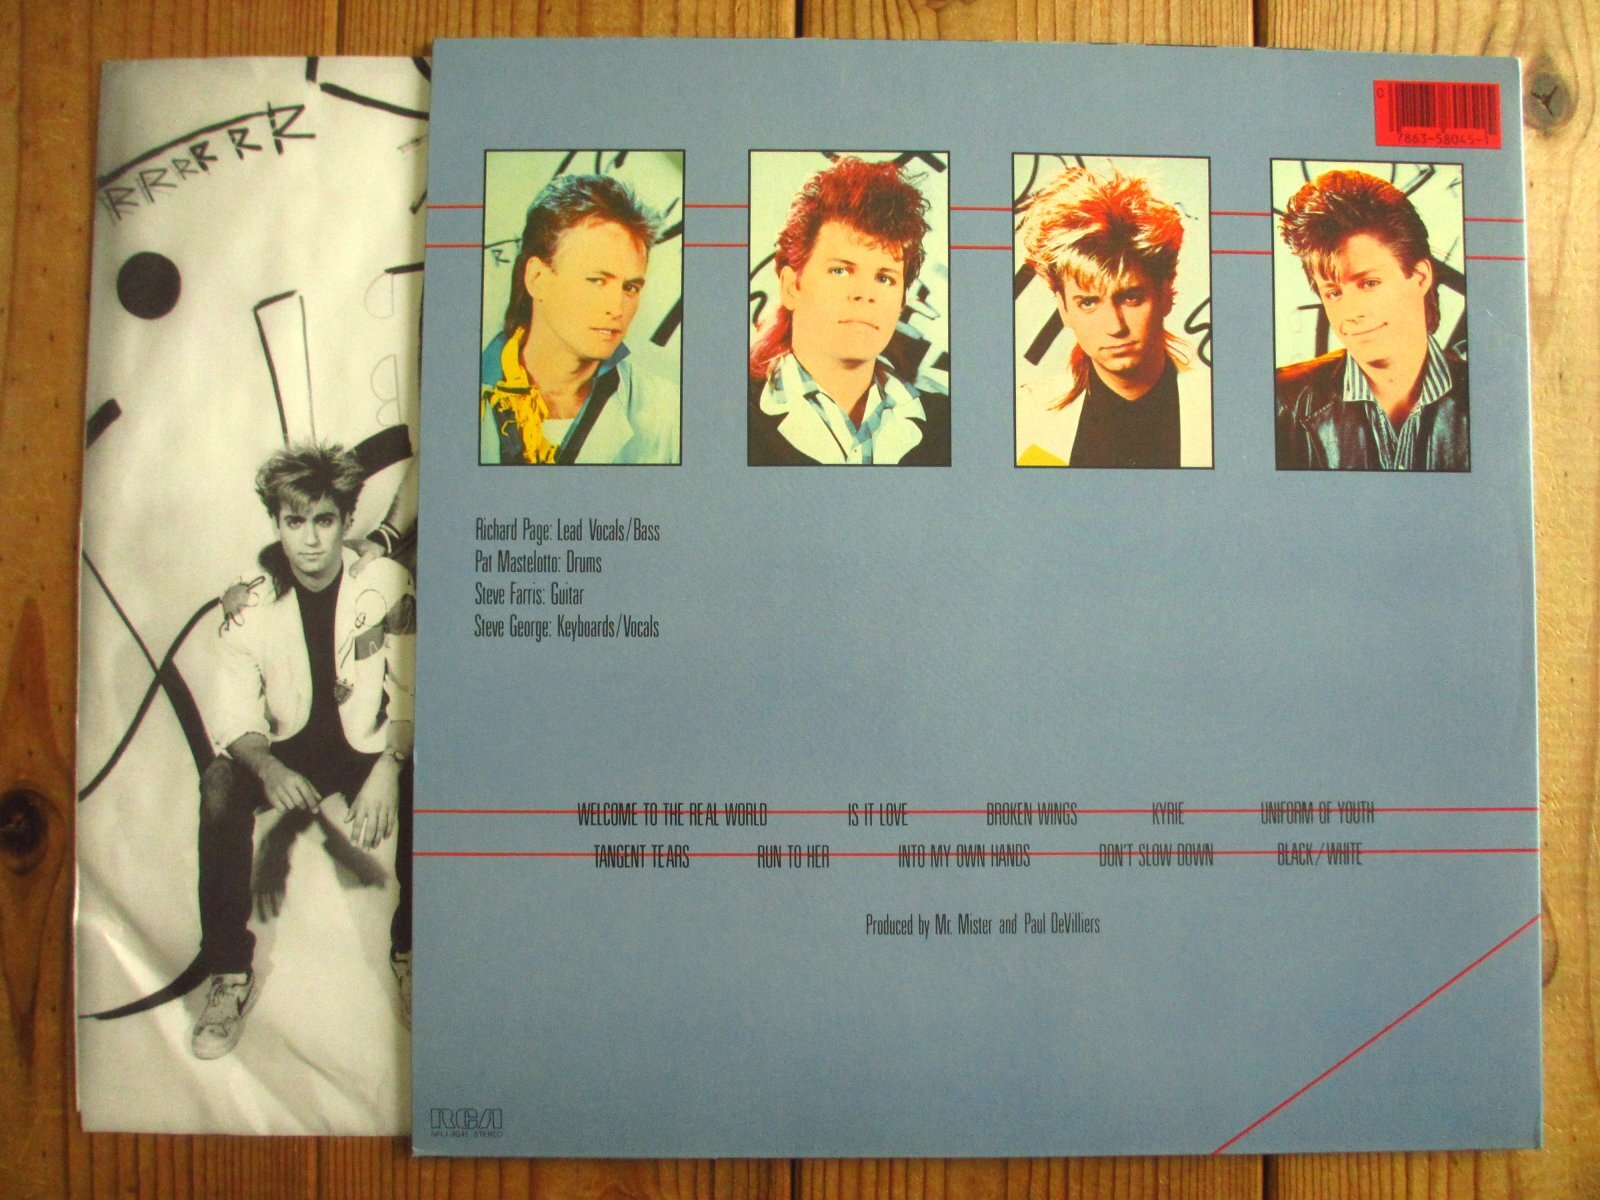 RRRRRRR
7863-58045-1
Richard Page: Lead Vocals/Bass
Pat Mastelotto: Drums
Steve Farris: Guitar
Steve George: Keyboards/Vocals
WELCOME TO THE REAL WORLD IS IT LOVE BROKEN WINGS KYRIE UNIFORM OF YOUTH
TANGENT TEARS RUN TO HER INTO MY OWN HANDS DON'T SLOW DOWN BLACK/WHITE
Produced by Mr. Mister and Paul DeVilliers
RCA
STEREO